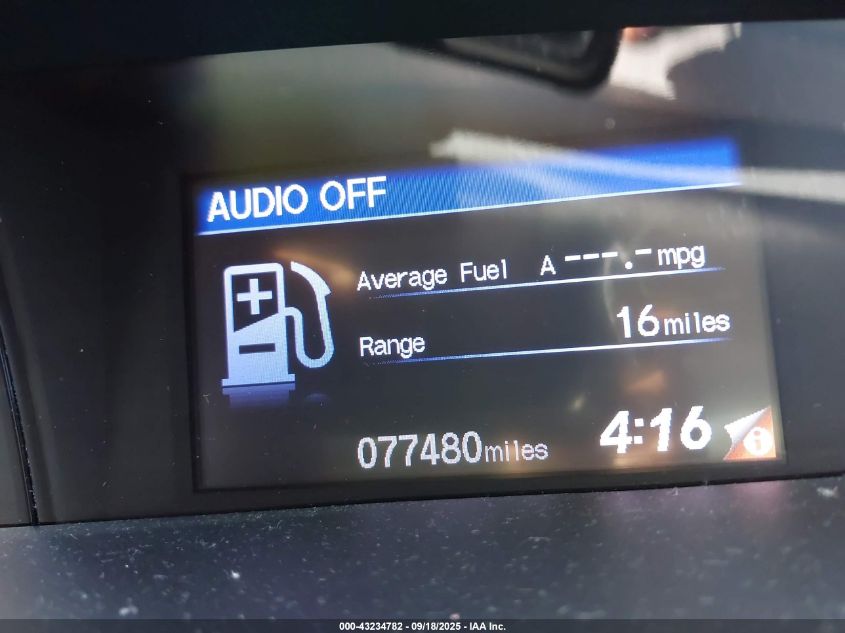 AUDIO OFF
Average Fuel A ---.- mpg
Range 16 miles
077480 miles 4:16
000-43234782 - 09/18/2025 - IAA Inc.